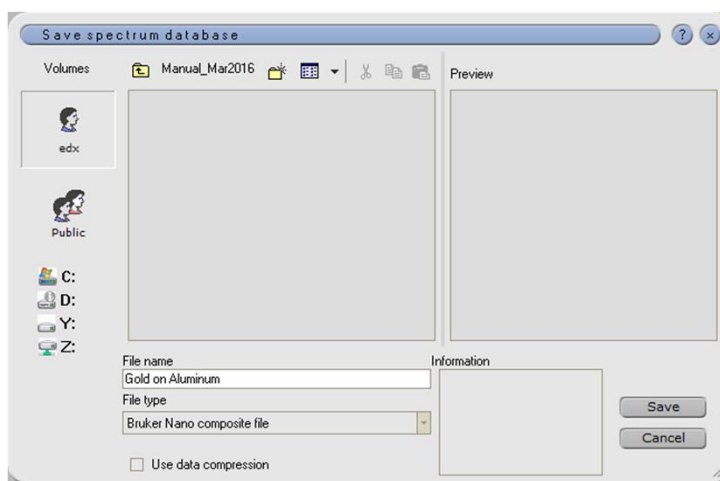 Save spectrum database
? x
Volumes
Manual_Mar2016
Preview
edx
Public
C:
D:
Y:
Z:
File name
Information
Gold on Aluminum
File type
Bruker Nano composite file
Use data compression
Save
Cancel